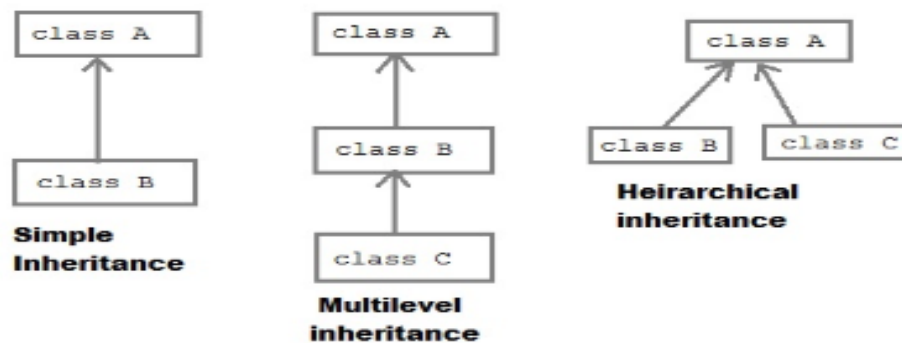 class A
class B
Simple
Inheritance
class A
class B
class C
Multilevel
inheritance
class A
class B
class C
Heirarchical
inheritance